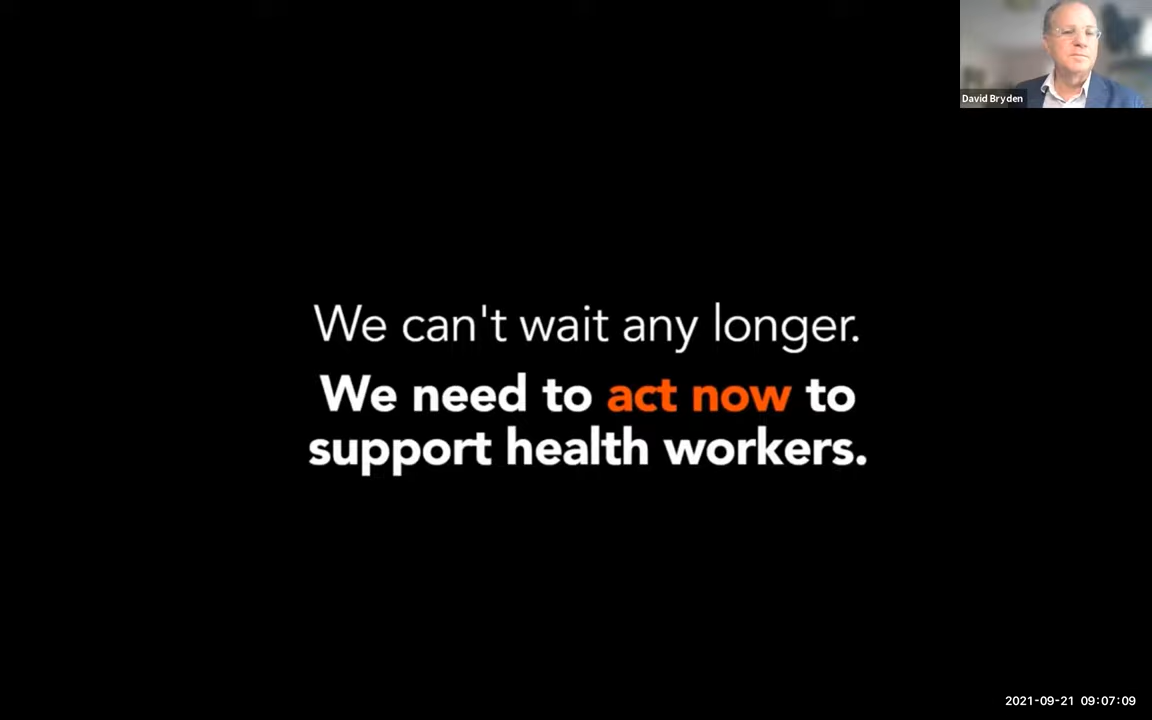 David Bryden
We can't wait any longer.
We need to act now to
support health workers.
2021-09-21 09:07:09